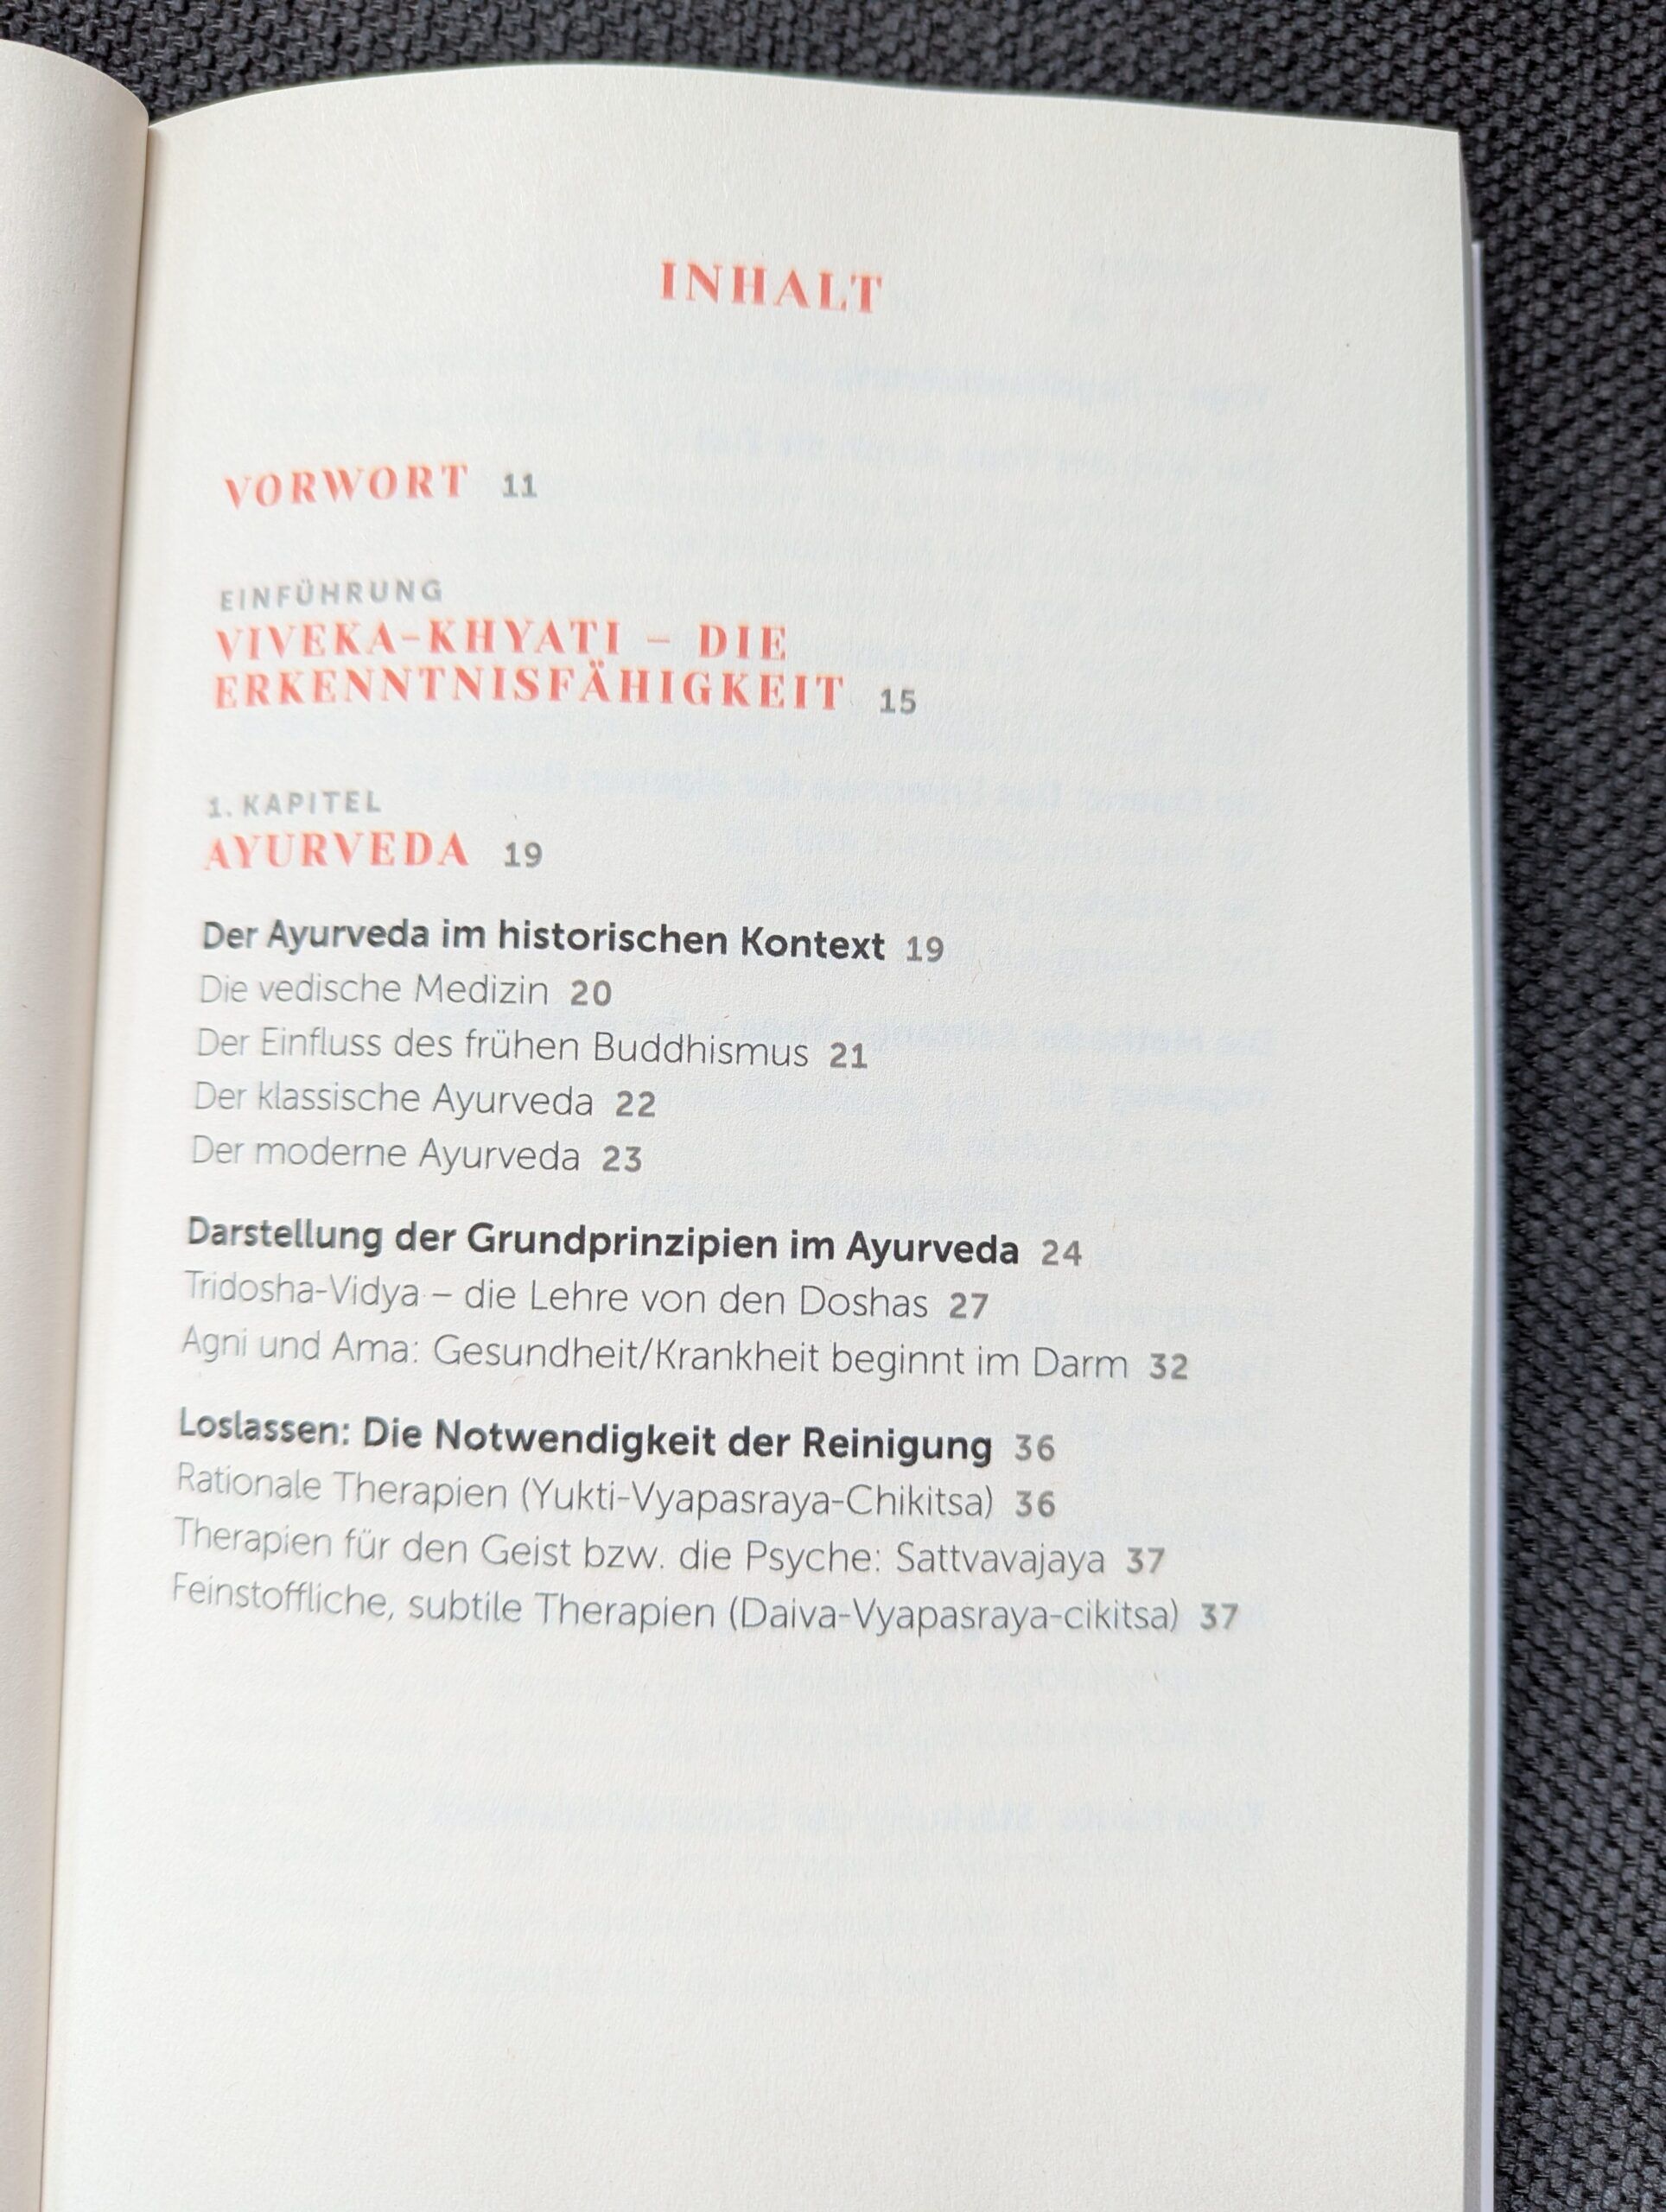 INHALT
VORWORT 11
EINFÜHRUNG
VIVEKA-KHYATI – DIE
ERKENNTNISFÄHIGKEIT 15
1. KAPITEL
AYURVEDA 19
Der Ayurveda im historischen Kontext 19
Die vedische Medizin 20
Der Einfluss des frühen Buddhismus 21
Der klassische Ayurveda 22
Der moderne Ayurveda 23
Darstellung der Grundprinzipien im Ayurveda 24
Tridosha-Vidya – die Lehre von den Doshas 27
Agni und Ama: Gesundheit/Krankheit beginnt im Darm 32
Loslassen: Die Notwendigkeit der Reinigung 36
Rationale Therapien (Yukti-Vyapasraya-Chikitsa) 36
Therapien für den Geist bzw. die Psyche: Sattvavajaya 37
Feinstoffliche, subtile Therapien (Daiva-Vyapasraya-cikitsa) 37